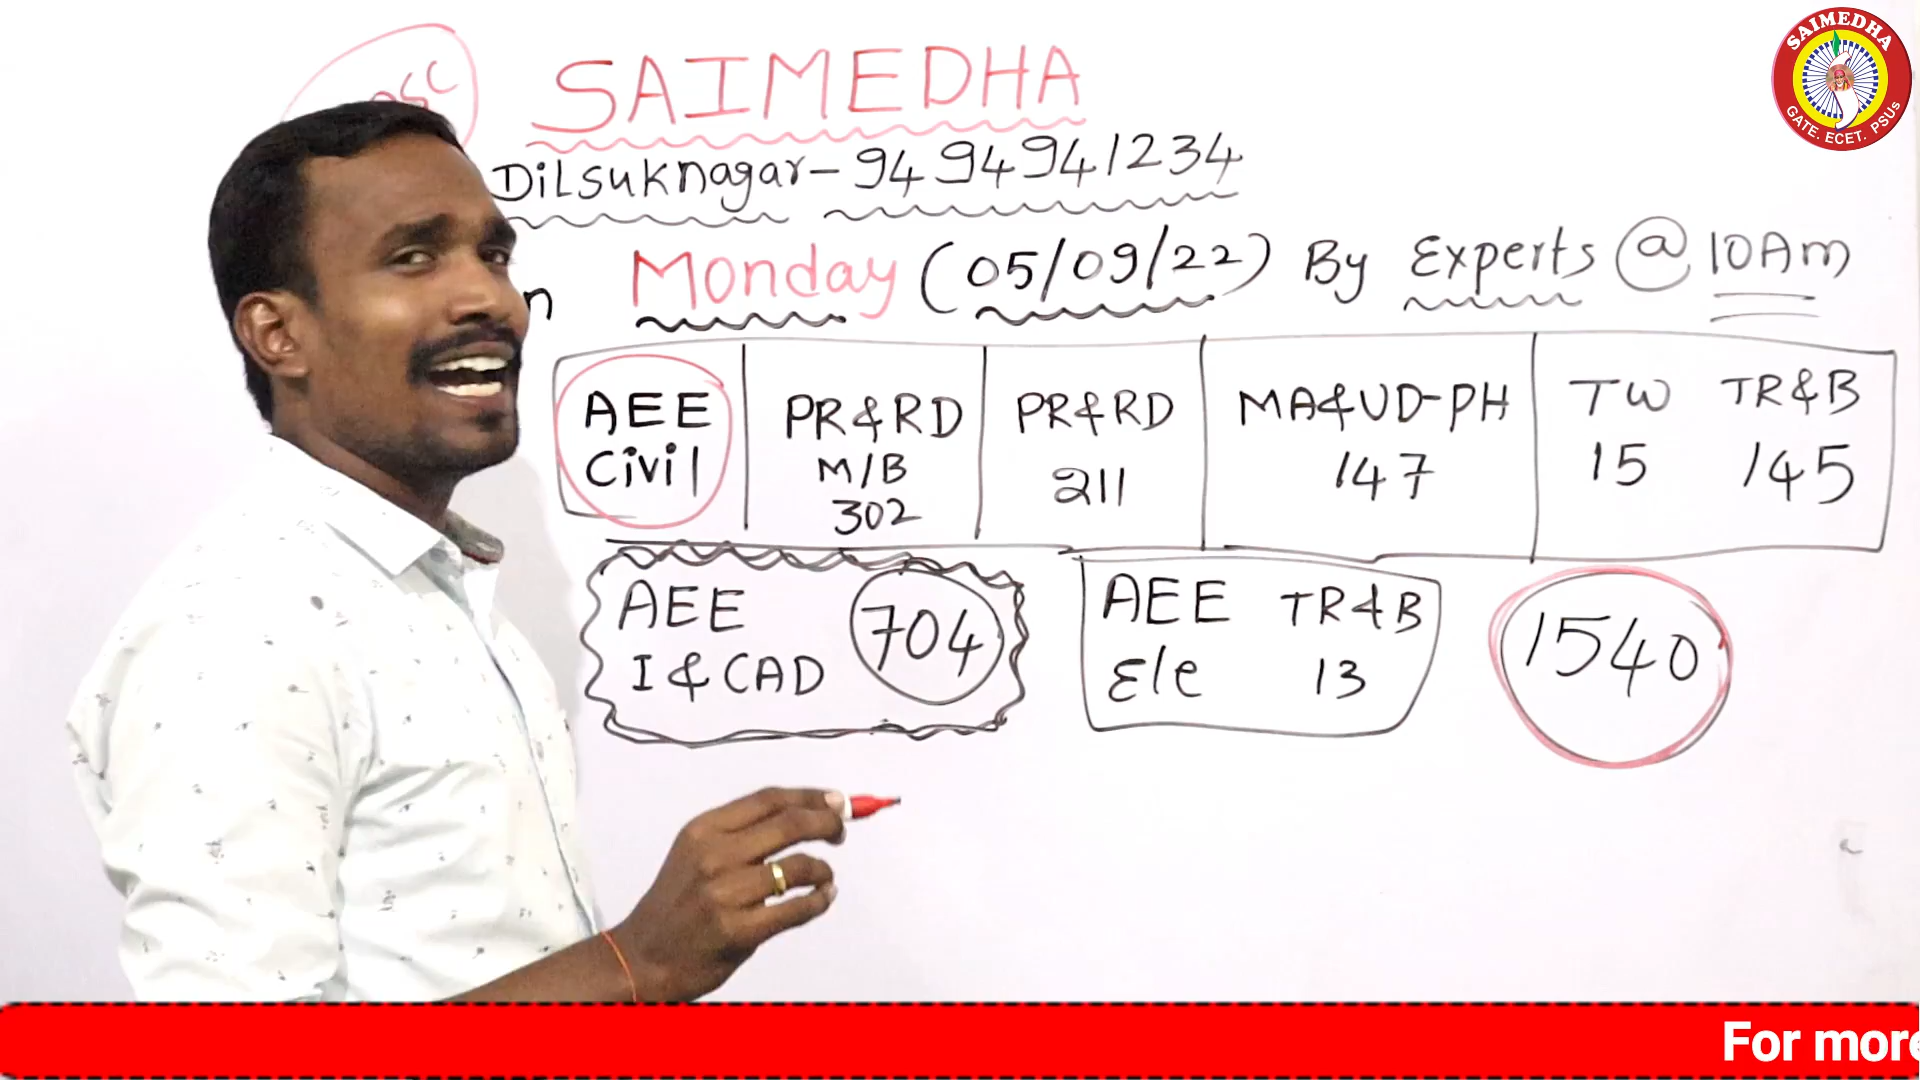 SAIMEDHA
DiLsuknagar - 9494941234
Monday (05/09/22) By Experts @ 10Am
AEE Civil
PR&RD M/B 302
PR&RD 211
MA&UD-PH 147
TW 15
TR&B 145
AEE I & CAD 704
AEE Ele TR&B 13
1540
SAIMEDHA
GATE. ECET. PSUs
For more